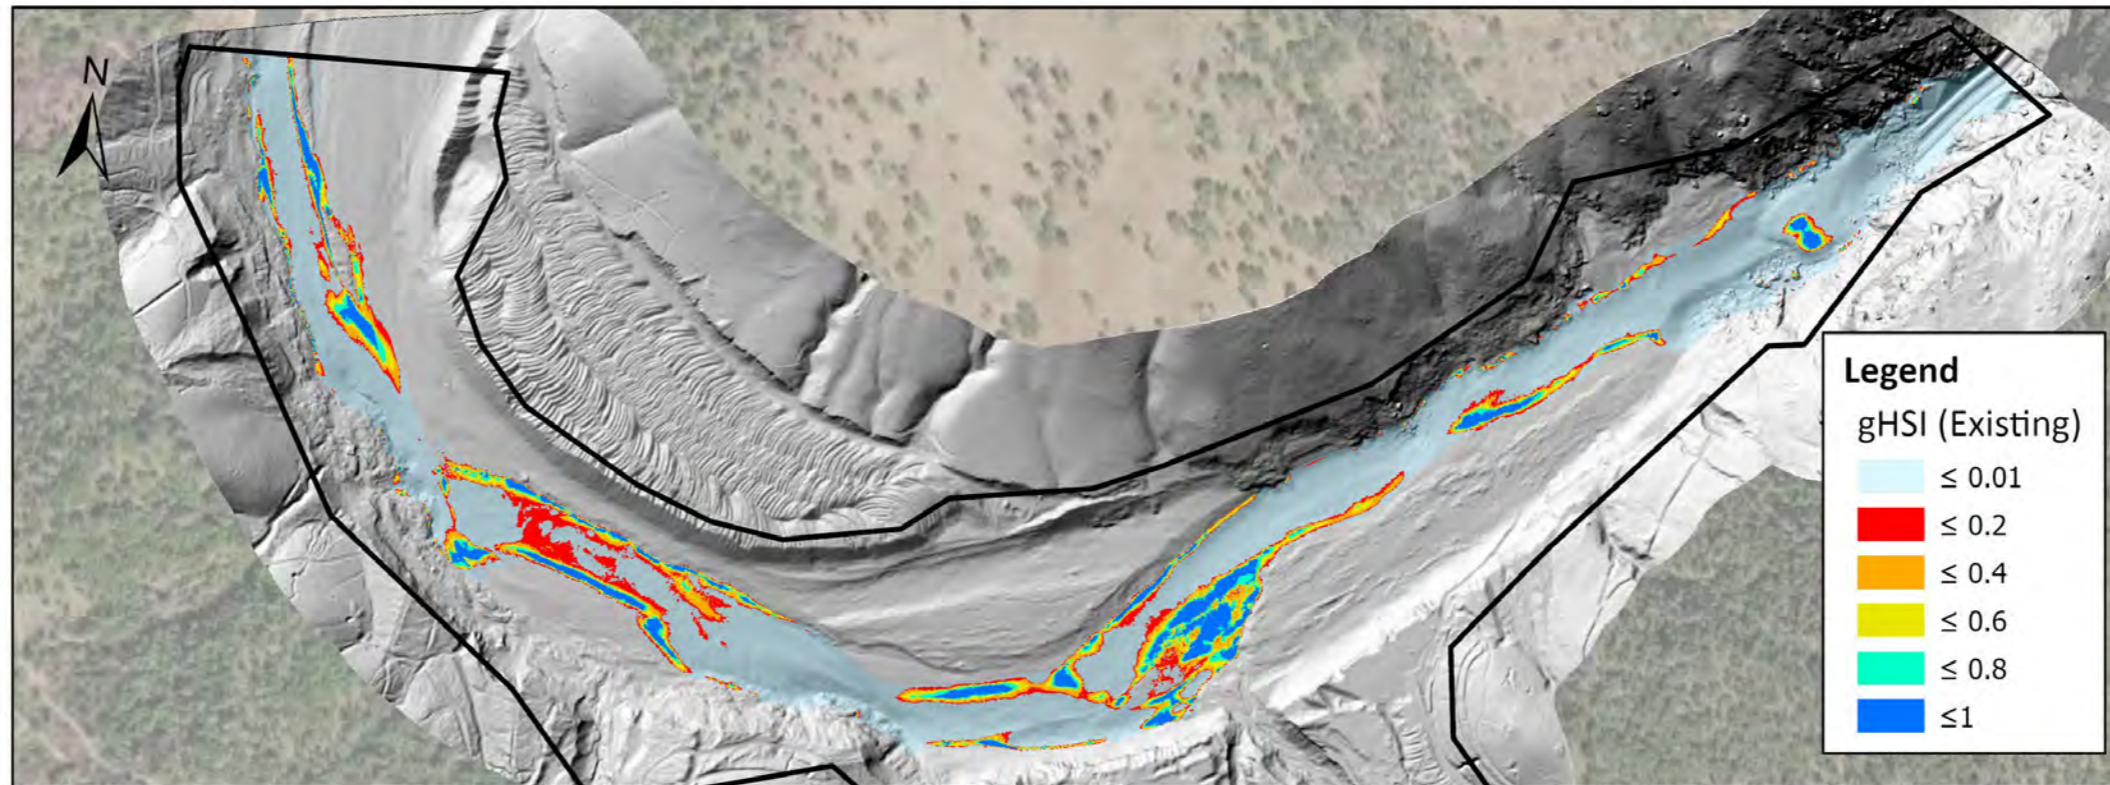 N
Legend
gHSI (Existing)
≤ 0.01
≤ 0.2
≤ 0.4
≤ 0.6
≤ 0.8
≤1